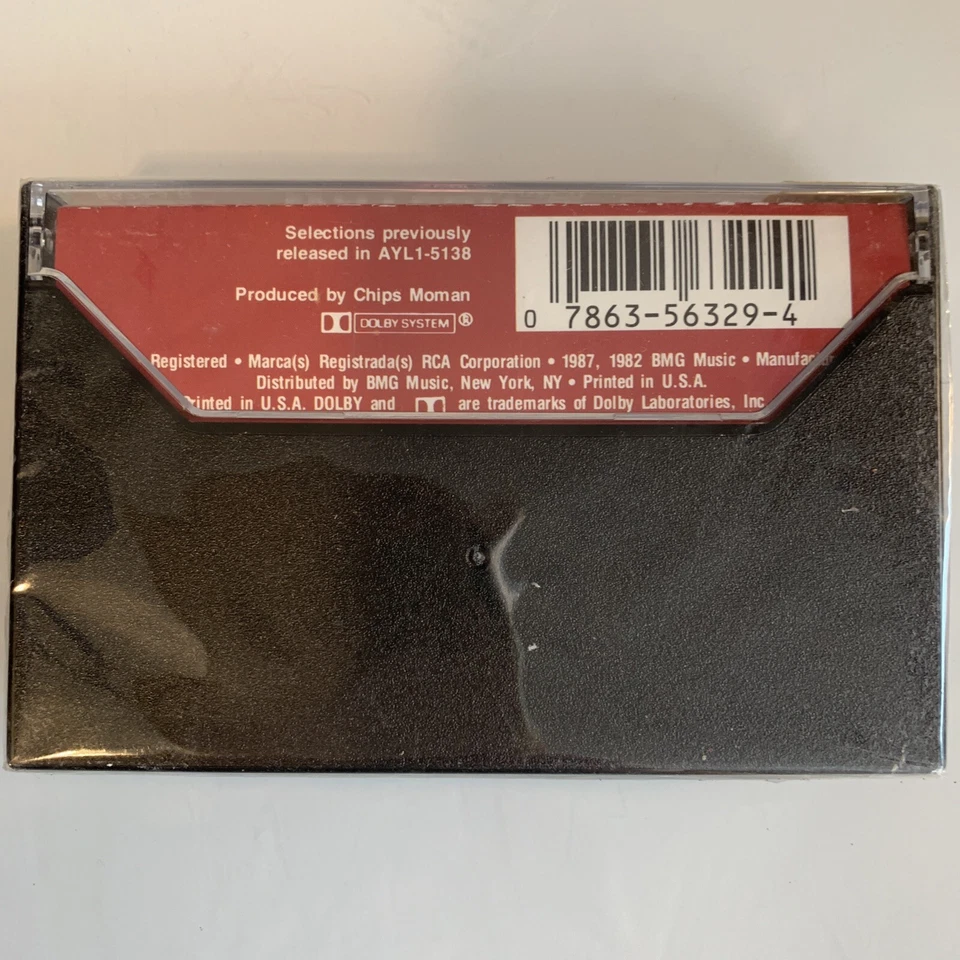 Selections previously
released in AYL1-5138
Produced by Chips Moman
DOLBY SYSTEM ®
0 7863-56329-4
Registered • Marca(s) Registrada(s) RCA Corporation • 1987, 1982 BMG Music •
Distributed by BMG Music, New York, NY • Printed in U.S.A.
in U.S.A. DOLBY and are trademarks of Dolby Laboratories, Inc